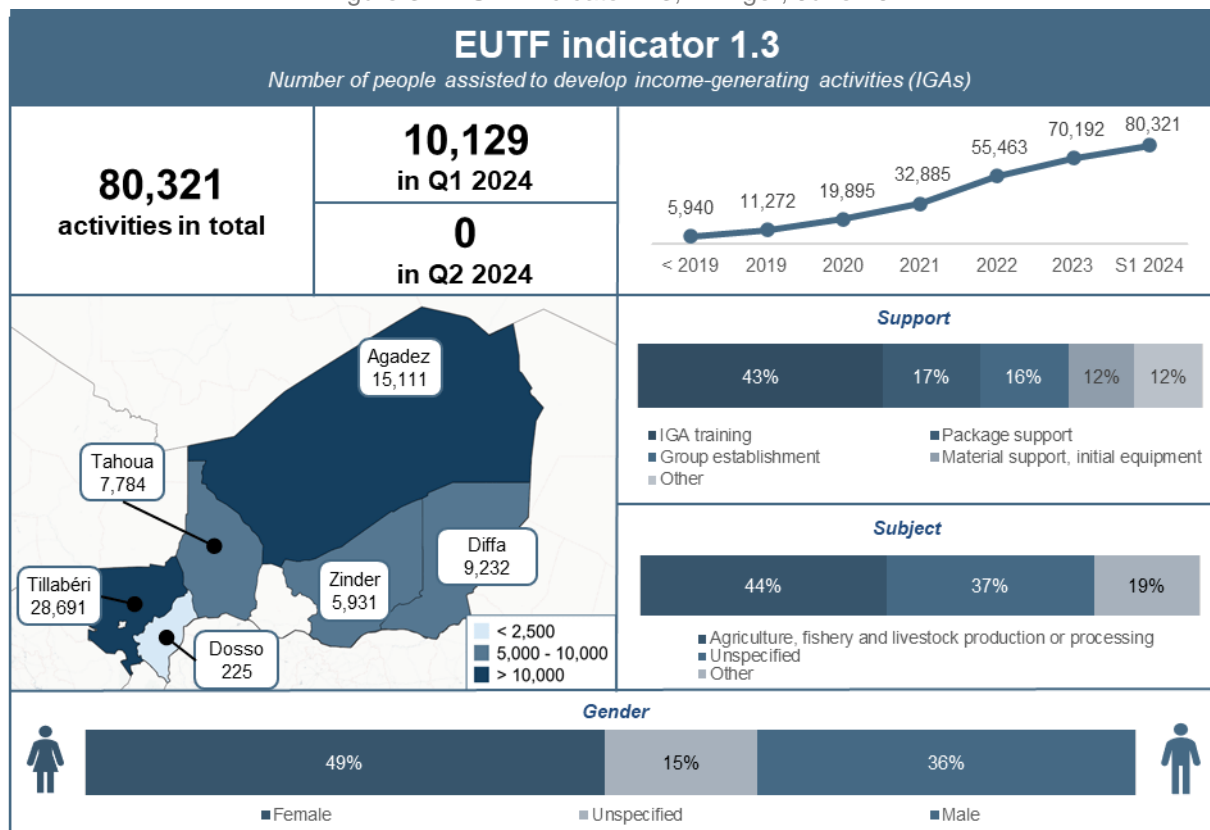 EUTF indicator 1.3
Number of people assisted to develop income-generating activities (IGAs)
80,321
activities in total
10,129
in Q1 2024
0
in Q2 2024
5,940
11,272
19,895
32,885
55,463
70,192
80,321
< 2019
2019
2020
2021
2022
2023
S1 2024
Agadez
15,111
Tahoua
7,784
Tillabéri
28,691
Dosso
225
Zinder
5,931
Diffa
9,232
< 2,500
5,000 - 10,000
> 10,000
Support
43%
17%
16%
12%
12%
IGA training
Package support
Group establishment
Material support, initial equipment
Other
Subject
44%
37%
19%
Agriculture, fishery and livestock production or processing
Unspecified
Other
Gender
49%
15%
36%
Female
Unspecified
Male